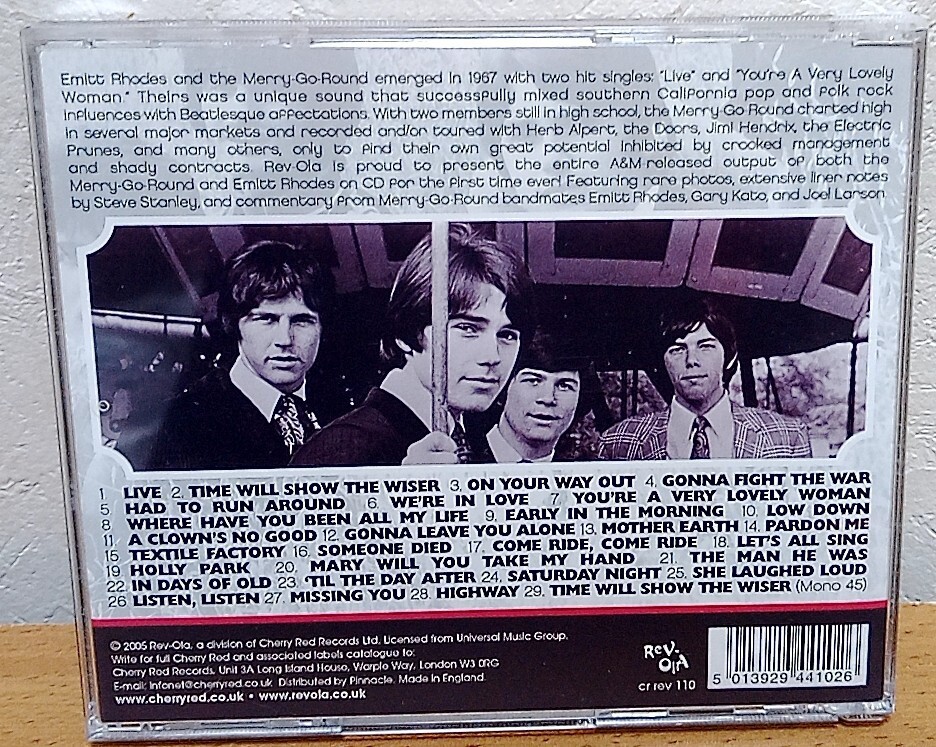 Emitt Rhodes and the Merry-Go-Round emerged in 1967 with two hit singles: "Live" and "You're A Very Lovely
Woman." Theirs was a unique sound that successfully mixed southern California pop and folk rock
influences with Beatlesque affectations. With two members still in high school, the Merry-Go-Round charted high
in several major markets and recorded and/or toured with Herb Alpert, the Doors, Jimi Hendrix, the Electric
Prunes, and many others, only to find their own great potential inhibited by crooked management
and shady contracts. Rev-Ola is proud to present the entire A&M-released output of both the
Merry-Go-Round and Emitt Rhodes on CD for the first time ever! Featuring rare photos, extensive liner notes
by Steve Stanley, and commentary from Merry-Go-Round bandmates Emitt Rhodes, Gary Kato, and Joel Larson
1 LIVE 2. TIME WILL SHOW THE WISER 3. ON YOUR WAY OUT 4. GONNA FIGHT THE WAR
5 HAD TO RUN AROUND 6. WE'RE IN LOVE 7. YOU'RE A VERY LOVELY WOMAN
8 WHERE HAVE YOU BEEN ALL MY LIFE 9. EARLY IN THE MORNING 10. LOW DOWN
11. A CLOWN'S NO GOOD 12. GONNA LEAVE YOU ALONE 13. MOTHER EARTH 14. PARDON ME
15 TEXTILE FACTORY 16. SOMEONE DIED 17. COME RIDE, COME RIDE 18. LET'S ALL SING
19 HOLLY PARK 20. MARY WILL YOU TAKE MY HAND 21. THE MAN HE WAS
22. IN DAYS OF OLD 23. 'TIL THE DAY AFTER 24. SATURDAY NIGHT 25. SHE LAUGHED LOUD
26 LISTEN, LISTEN 27. MISSING YOU 28. HIGHWAY 29. TIME WILL SHOW THE WISER (Mono 45)
© 2005 Rev-Ola, a division of Cherry Red Records Ltd. Licensed from Universal Music Group.
Write for full Cherry Red and associated labels catalogue to:
Cherry Red Records, Unit 3A Long Island House, Warple Way, London W3 0RG
E-mail: infonet@cherryred.co.uk Distributed by Pinnacle. Made in England.
www.cherryred.co.uk • www.revola.co.uk
Rev-
OlA
cr rev 110
5 013929 441026